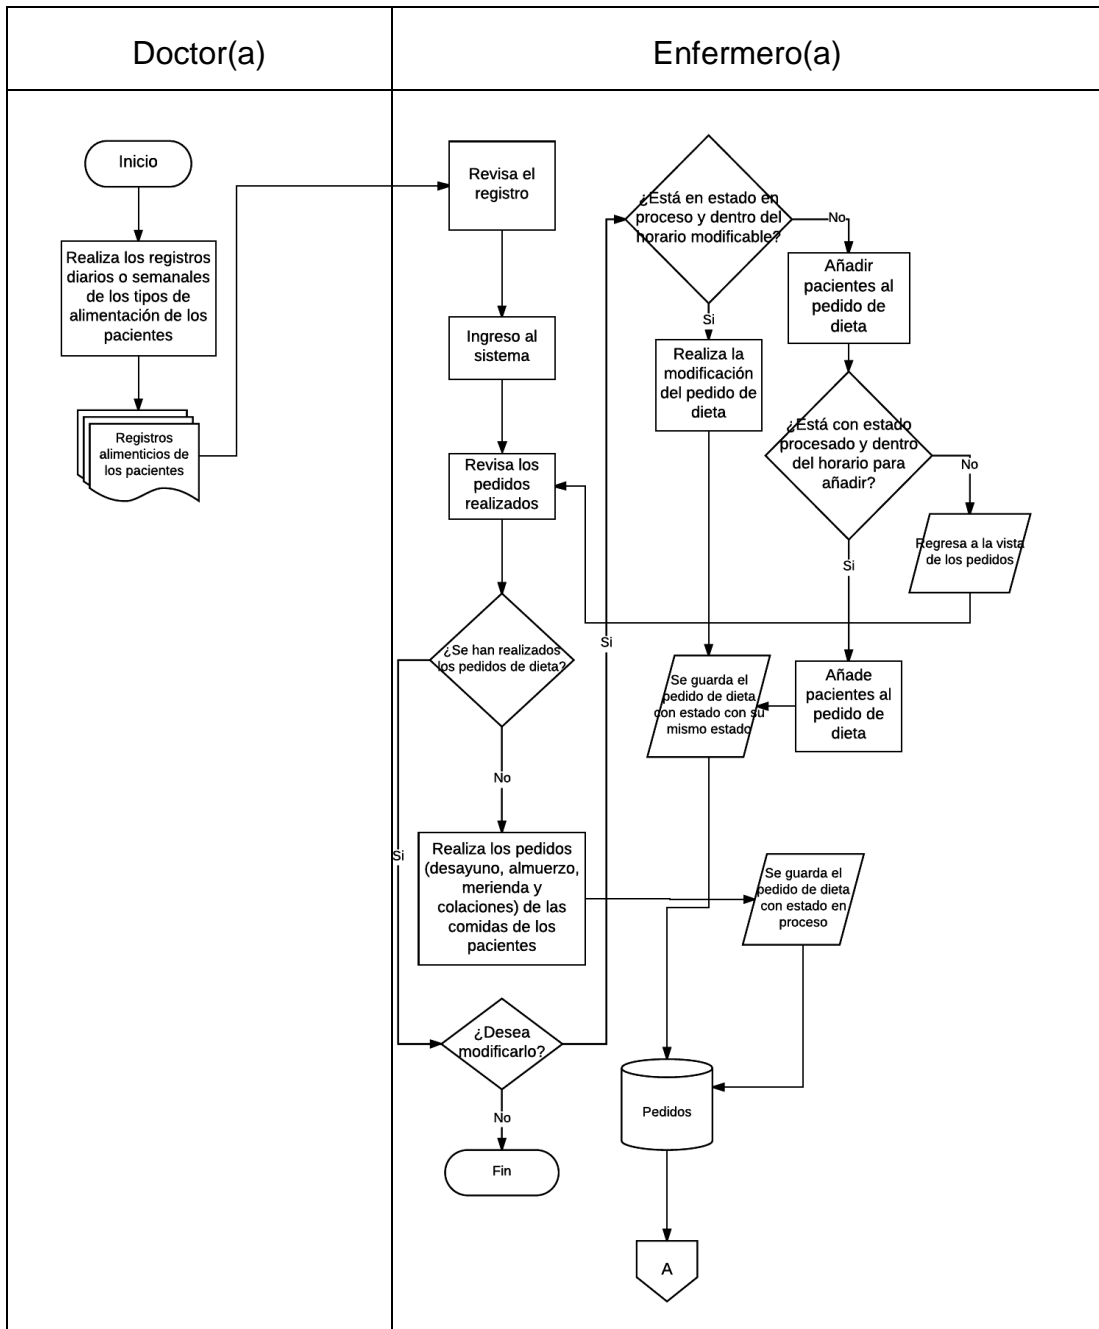 Doctor(a)
Enfermero(a)
Inicio
Realiza los registros
diarios o semanales
de los tipos de
alimentación de los
pacientes
Registros
alimenticios de
los pacientes
Revisa el
registro
Ingreso al
sistema
Revisa los
pedidos
realizados
¿Se han realizados
los pedidos de dieta?
Si
No
Realiza los pedidos
(desayuno, almuerzo,
merienda y
colaciones) de las
comidas de los
pacientes
¿Desea
modificarlo?
Si
No
Fin
¿Está en estado en
proceso y dentro del
horario modificable?
No
Si
Realiza la
modificación
del pedido de
dieta
Añadir
pacientes al
pedido de
dieta
¿Está con estado
procesado y dentro
del horario para
añadir?
No
Si
Regresa a la vista
de los pedidos
Añade
pacientes al
pedido de
dieta
Se guarda el
pedido de dieta
con estado con su
mismo estado
Se guarda el
pedido de dieta
con estado en
proceso
Pedidos
A